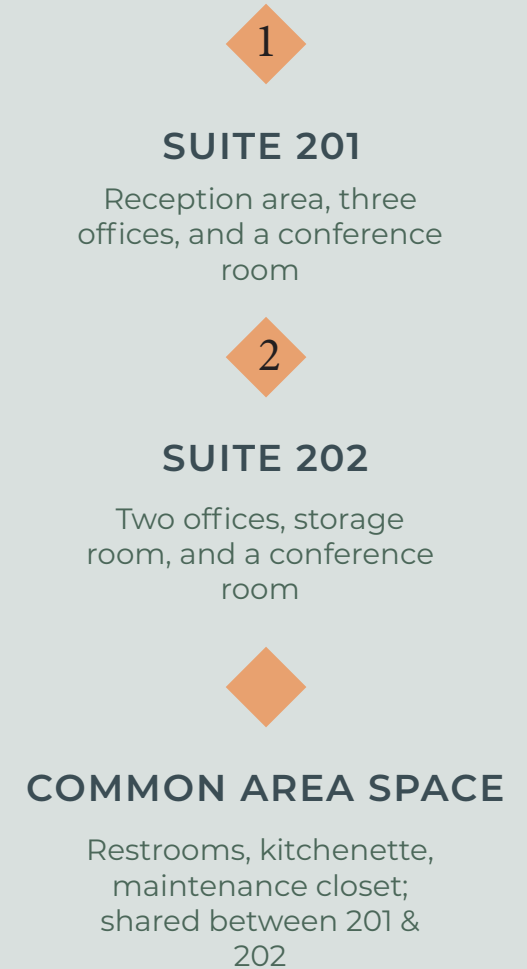 1
SUITE 201
Reception area, three
offices, and a conference
room
2
SUITE 202
Two offices, storage
room, and a conference
room
COMMON AREA SPACE
Restrooms, kitchenette,
maintenance closet;
shared between 201 &
202